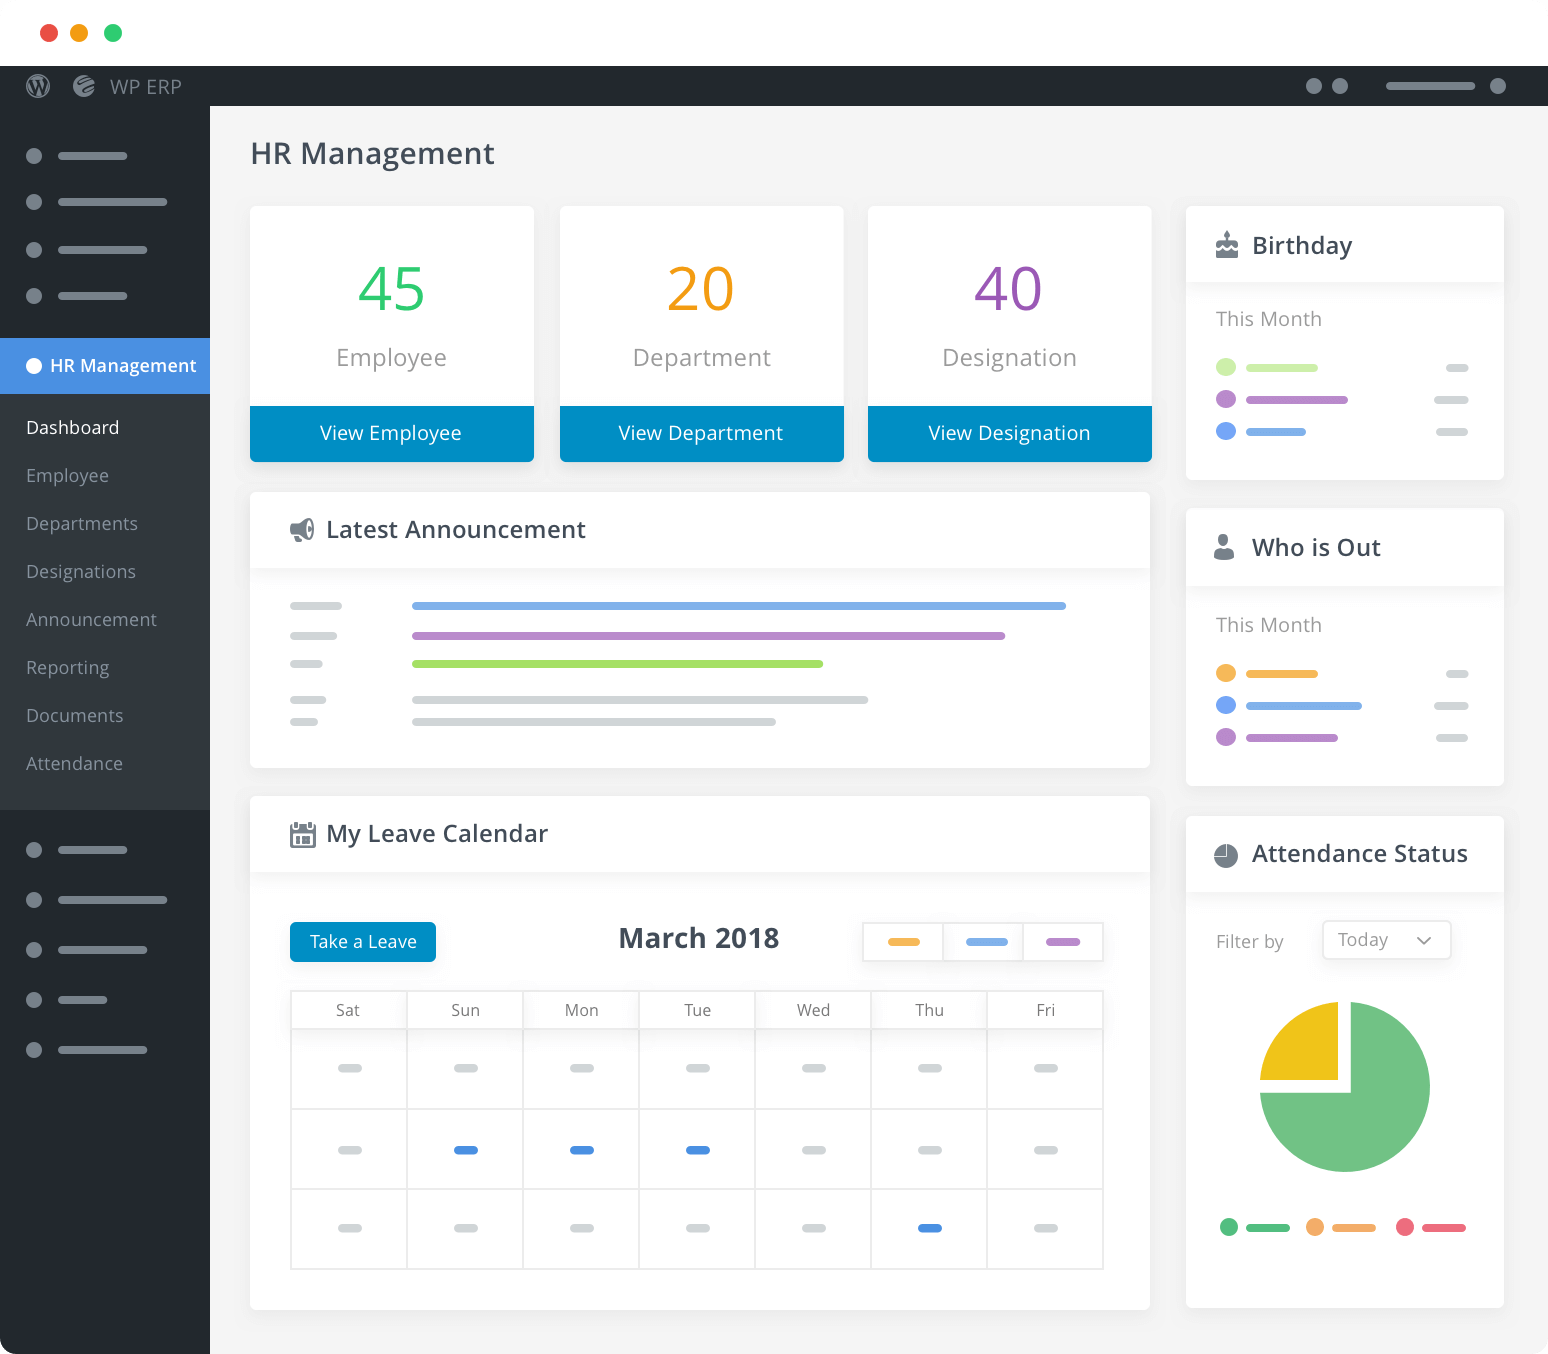 WP ERP
HR Management
Dashboard
Employee
Departments
Designations
Announcement
Reporting
Documents
Attendance
HR Management
45
Employee
View Employee
20
Department
View Department
40
Designation
View Designation
Latest Announcement
My Leave Calendar
Take a Leave
March 2018
Sat Sun Mon Tue Wed Thu Fri
Birthday
This Month
Who is Out
This Month
Attendance Status
Filter by Today